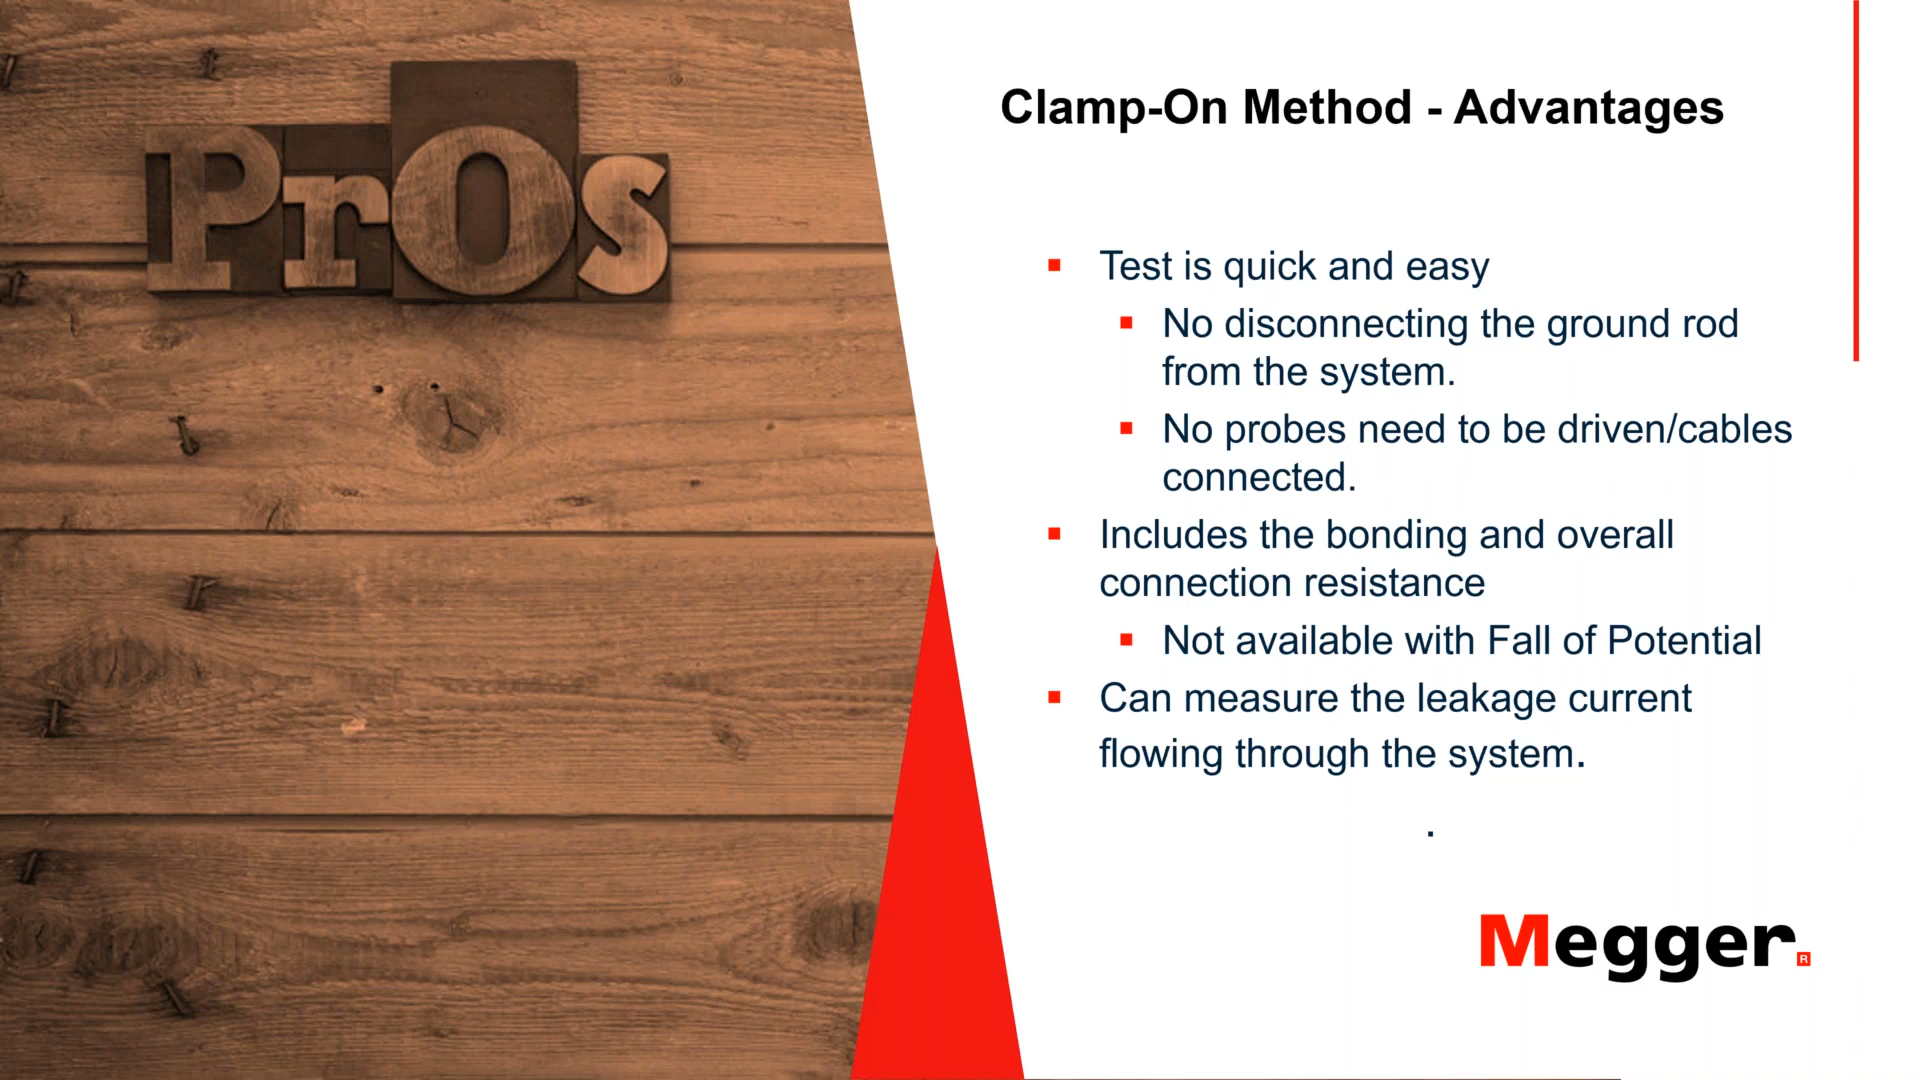 PrOs
Clamp-On Method - Advantages
▪ Test is quick and easy
▪ No disconnecting the ground rod
from the system.
▪ No probes need to be driven/cables
connected.
▪ Includes the bonding and overall
connection resistance
▪ Not available with Fall of Potential
▪ Can measure the leakage current
flowing through the system.
.
Megger®